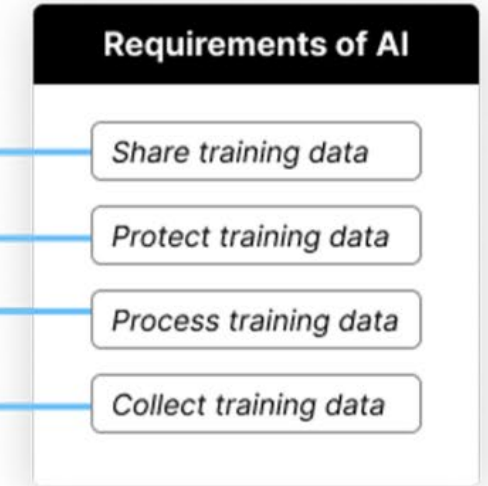 Requirements of AI
Share training data
Protect training data
Process training data
Collect training data